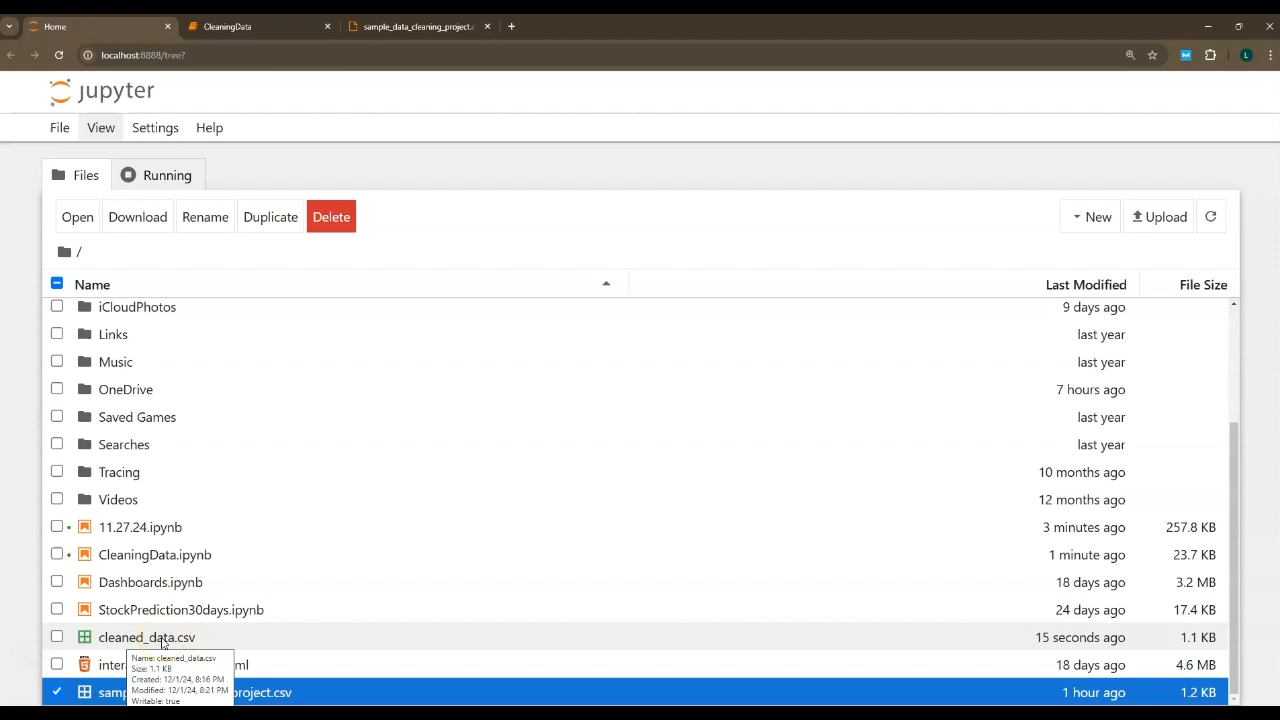 Home
CleaningData
sample_data_cleaning_project.c
localhost:8888/tree?
L
jupyter
File View Settings Help
Files Running
Open Download Rename Duplicate Delete New Upload
/
Name Last Modified File Size
iCloudPhotos 9 days ago
Links last year
Music last year
OneDrive 7 hours ago
Saved Games last year
Searches last year
Tracing 10 months ago
Videos 12 months ago
11.27.24.ipynb 3 minutes ago 257.8 KB
CleaningData.ipynb 1 minute ago 23.7 KB
Dashboards.ipynb 18 days ago 3.2 MB
StockPrediction30days.ipynb 24 days ago 17.4 KB
cleaned_data.csv 15 seconds ago 1.1 KB
inter ml 18 days ago 4.6 MB
samp project.csv 1 hour ago 1.2 KB
Name: cleaned_data.csv
Size: 1.1 KB
Created: 12/1/24, 8:16 PM
Modified: 12/1/24, 8:21 PM
Writable: true